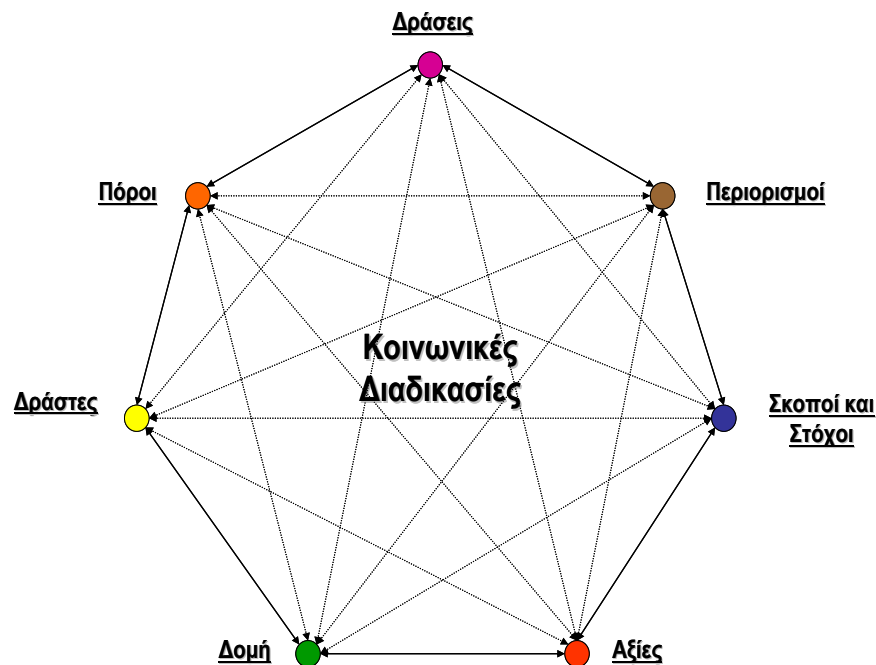 Δράσεις
Πόροι
Περιορισμοί
Κοινωνικές
Διαδικασίες
Δράστες
Σκοποί και
Στόχοι
Δομή
Αξίες